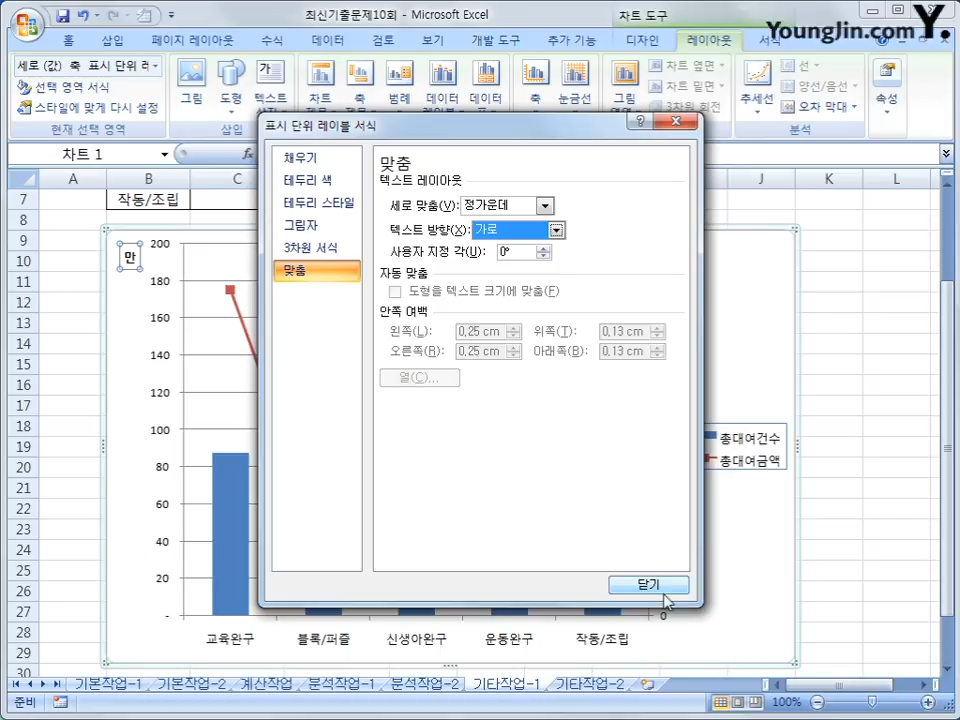 최신기출문제10회 - Microsoft Excel
차트 도구
YoungJin.com Y.
홈 삽입 페이지 레이아웃 수식 데이터 검토 보기 개발 도구 추가 기능 디자인 레이아웃 서식
세로 (값) 축 표시 단위 러
선택 영역 서식
스타일에 맞게 다시 설정
현재 선택 영역
그림 도형 텍스트
삽입
차트 축 범례 데이터 데이터
축 눈금선
그림
차트 옆면
차트 밑면
3차원 회전
추세선
선
양선/음선
오차 막대
분석
속성
차트 1
A B C J K L
7 작동/조립
8
9
10
11
12
13
14
15
16
17
18
19
20
21
22
23
24
25
26
27
28
29
30
만
200
180
160
140
120
100
80
60
40
20
-
0
교육완구 블록/퍼즐 신생아완구 운동완구 작동/조립
총대여건수
총대여금액
표시 단위 레이블 서식
채우기
테두리 색
테두리 스타일
그림자
3차원 서식
맞춤
맞춤
텍스트 레이아웃
세로 맞춤(V): 정가운데
텍스트 방향(X): 가로
사용자 지정 각(U): 0°
자동 맞춤
도형을 텍스트 크기에 맞춤(F)
안쪽 여백
왼쪽(L): 0,25 cm 위쪽(T): 0,13 cm
오른쪽(R): 0,25 cm 아래쪽(B): 0,13 cm
열(C)...
닫기
기본작업-1 기본작업-2 계산작업 분석작업-1 분석작업-2 기타작업-1 기타작업-2
준비
100%